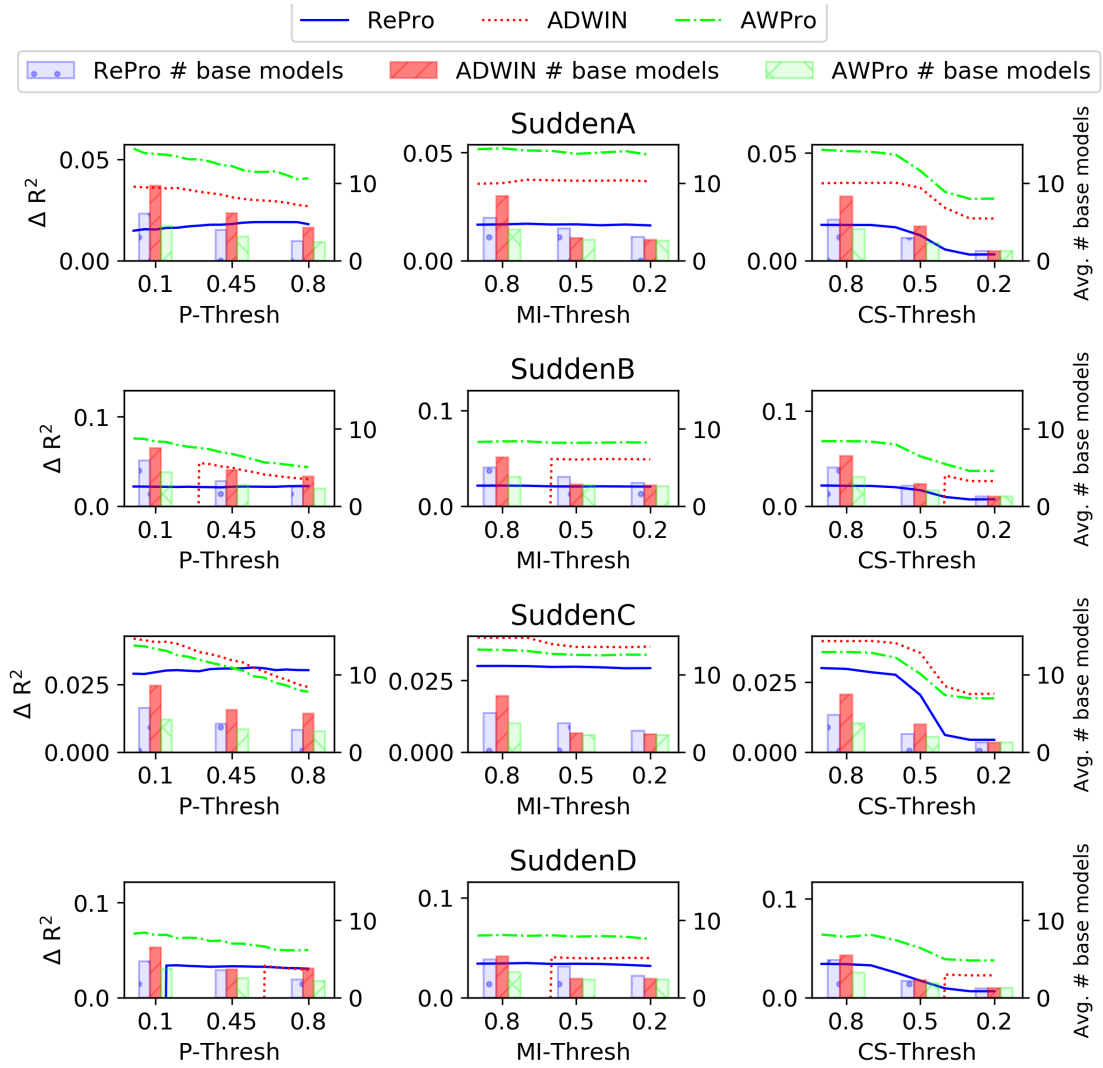 RePro ADWIN AWPro
RePro # base models ADWIN # base models AWPro # base models
SuddenA
Δ R² 0.05 0.00 10 0 0.05 0.00 10 0 0.05 0.00 10 0 Avg. # base models
0.1 0.45 0.8 0.8 0.5 0.2 0.8 0.5 0.2
P-Thresh MI-Thresh CS-Thresh
SuddenB
Δ R² 0.1 0.0 10 0 0.1 0.0 10 0 0.1 0.0 10 0 Avg. # base models
0.1 0.45 0.8 0.8 0.5 0.2 0.8 0.5 0.2
P-Thresh MI-Thresh CS-Thresh
SuddenC
Δ R² 0.025 0.000 10 0 0.025 0.000 10 0 0.025 0.000 10 0 Avg. # base models
0.1 0.45 0.8 0.8 0.5 0.2 0.8 0.5 0.2
P-Thresh MI-Thresh CS-Thresh
SuddenD
Δ R² 0.1 0.0 10 0 0.1 0.0 10 0 0.1 0.0 10 0 Avg. # base models
0.1 0.45 0.8 0.8 0.5 0.2 0.8 0.5 0.2
P-Thresh MI-Thresh CS-Thresh